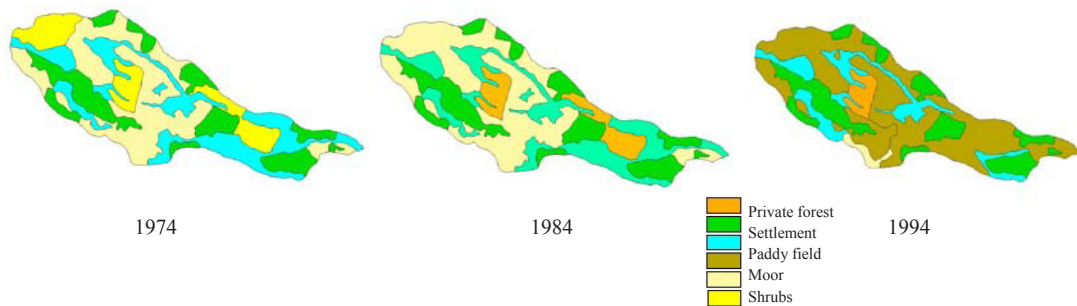 1974
1984
1994
Private forest
Settlement
Paddy field
Moor
Shrubs